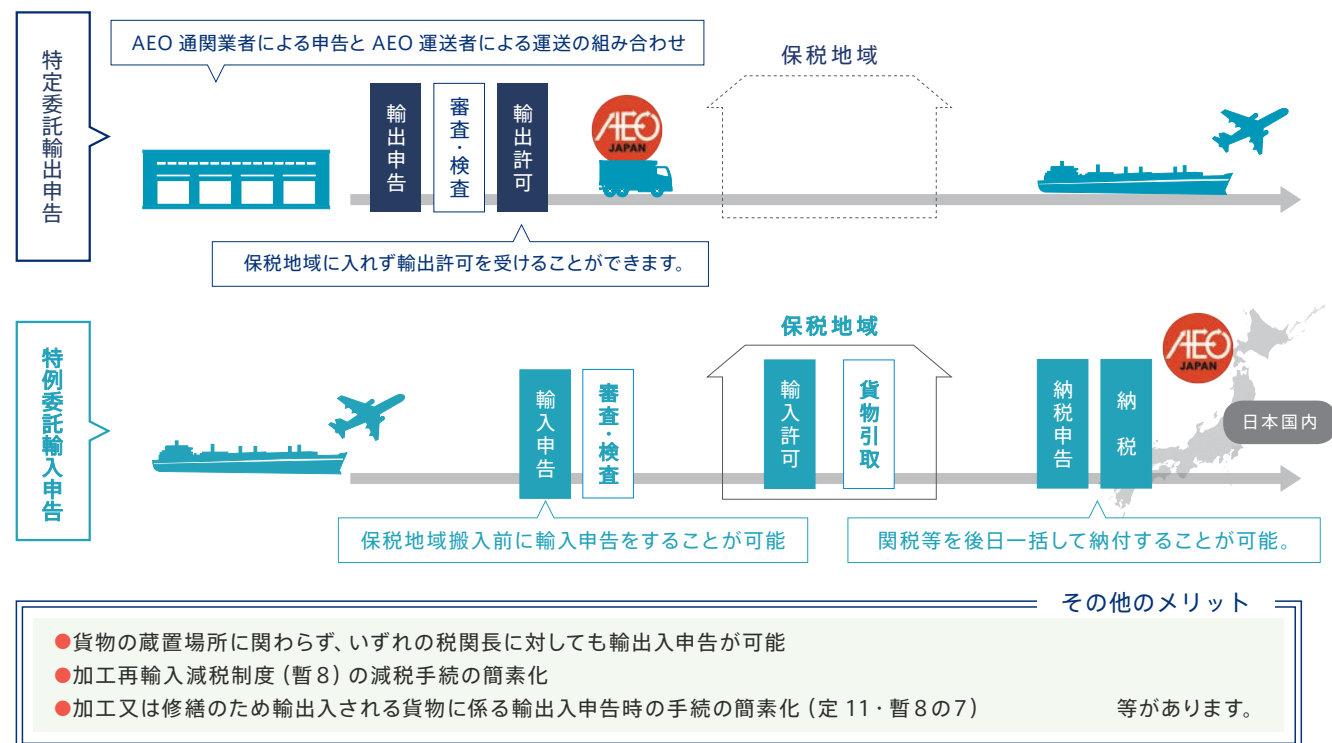 特定委託輸出申告
AEO 通関業者による申告と AEO 運送者による運送の組み合わせ
輸出申告
審査・検査
輸出許可
AEO
JAPAN
保税地域
保税地域に入れず輸出許可を受けることができます。
特例委託輸入申告
輸入申告
審査・検査
保税地域
輸入許可
貨物引取
納税申告
納税
AEO
JAPAN
日本国内
保税地域搬入前に輸入申告をすることが可能
関税等を後日一括して納付することが可能。
その他のメリット
●貨物の蔵置場所に関わらず、いずれの税関長に対しても輸出入申告が可能
●加工再輸入減税制度（暫８）の減税手続の簡素化
●加工又は修繕のため輸出入される貨物に係る輸出入申告時の手続の簡素化（定 11・暫８の７） 等があります。